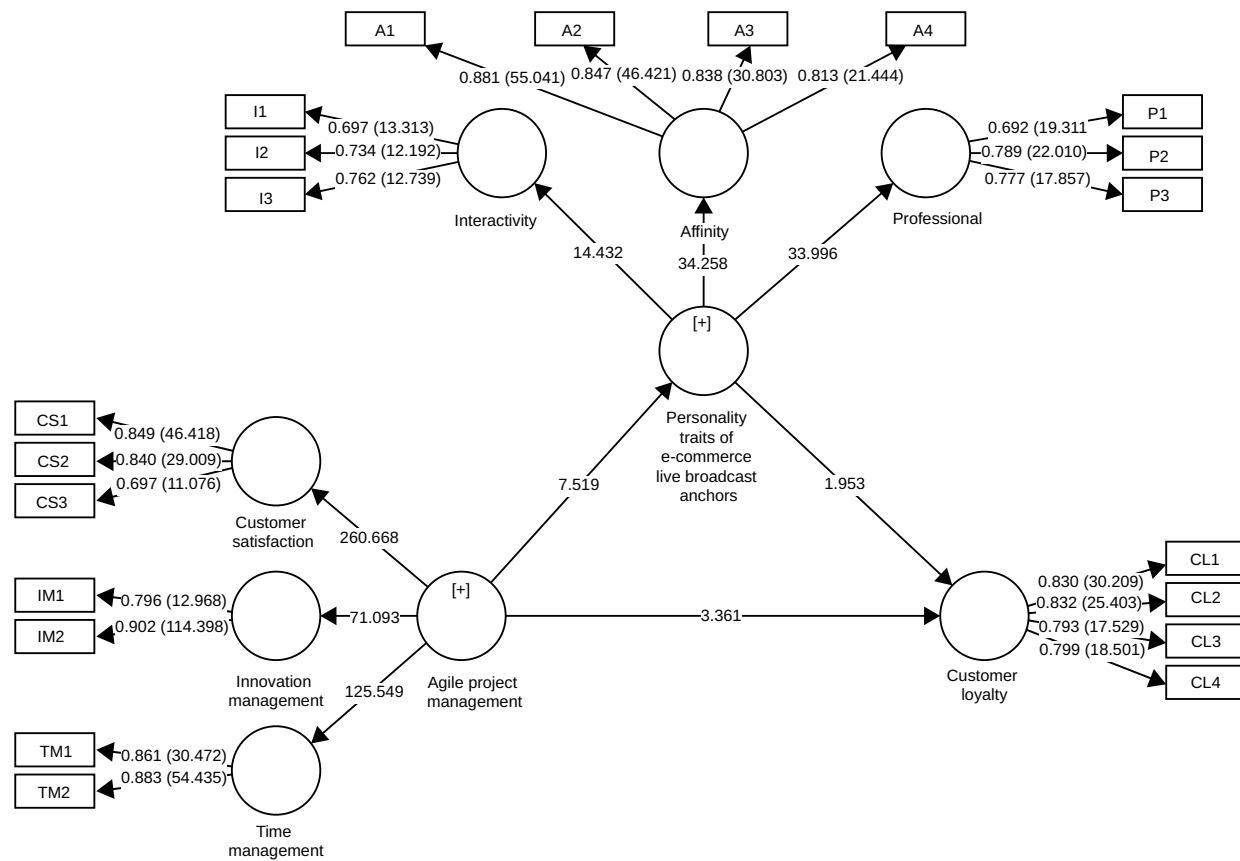 A1
A2
A3
A4
0.881 (55.041)
0.847 (46.421)
0.838 (30.803)
0.813 (21.444)
I1
I2
I3
0.697 (13.313)
0.734 (12.192)
0.762 (12.739)
P1
P2
P3
0.692 (19.311
0.789 (22.010)
0.777 (17.857)
Interactivity
Affinity
Professional
14.432
34.258
33.996
[+]
Personality
traits of
e-commerce
live broadcast
anchors
CS1
CS2
CS3
0.849 (46.418)
0.840 (29.009)
0.697 (11.076)
Customer
satisfaction
7.519
1.953
260.668
IM1
IM2
0.796 (12.968)
0.902 (114.398)
Innovation
management
71.093
[+]
Agile project
management
3.361
CL1
CL2
CL3
CL4
0.830 (30.209)
0.832 (25.403)
0.793 (17.529)
0.799 (18.501)
Customer
loyalty
125.549
TM1
TM2
0.861 (30.472)
0.883 (54.435)
Time
management